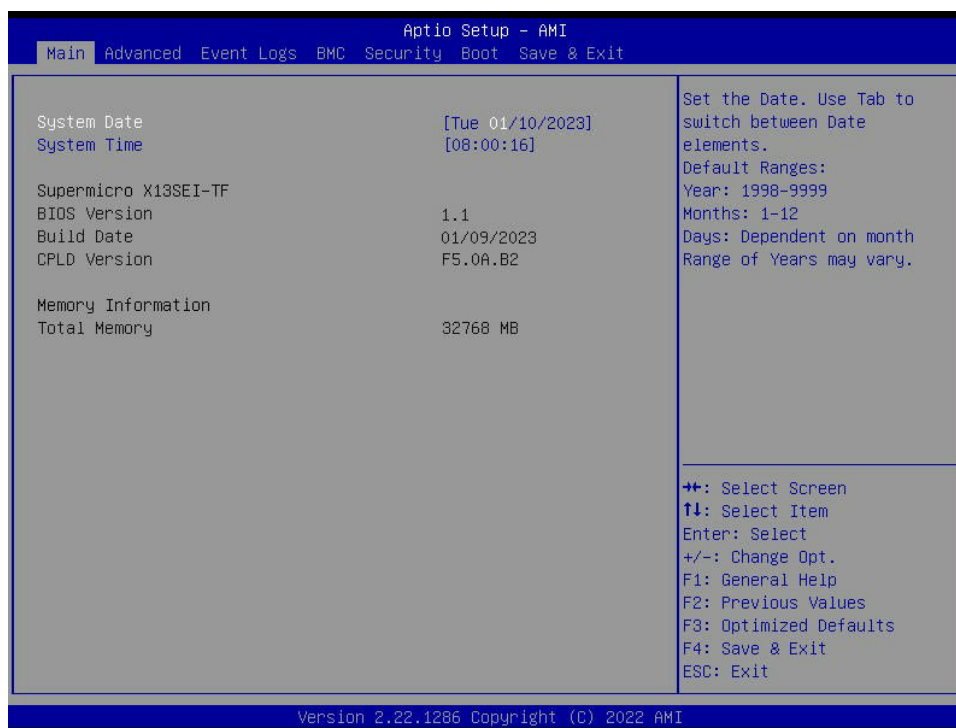 Aptio Setup - AMI
Main Advanced Event Logs BMC Security Boot Save & Exit
System Date [Tue 01/10/2023]
System Time [08:00:16]
Supermicro X13SEI-TF
BIOS Version 1.1
Build Date 01/09/2023
CPLD Version F5.0A.B2
Memory Information
Total Memory 32768 MB
Set the Date. Use Tab to
switch between Date
elements.
Default Ranges:
Year: 1998-9999
Months: 1-12
Days: Dependent on month
Range of Years may vary.
→←: Select Screen
↑↓: Select Item
Enter: Select
+/-: Change Opt.
F1: General Help
F2: Previous Values
F3: Optimized Defaults
F4: Save & Exit
ESC: Exit
Version 2.22.1286 Copyright (C) 2022 AMI